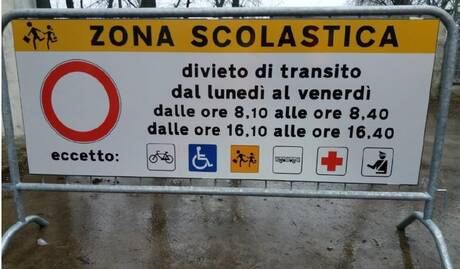 ZONA SCOLASTICA
divieto di transito
dal lunedì al venerdì
dalle ore 8,10 alle ore 8,40
dalle ore 16,10 alle ore 16,40
eccetto: